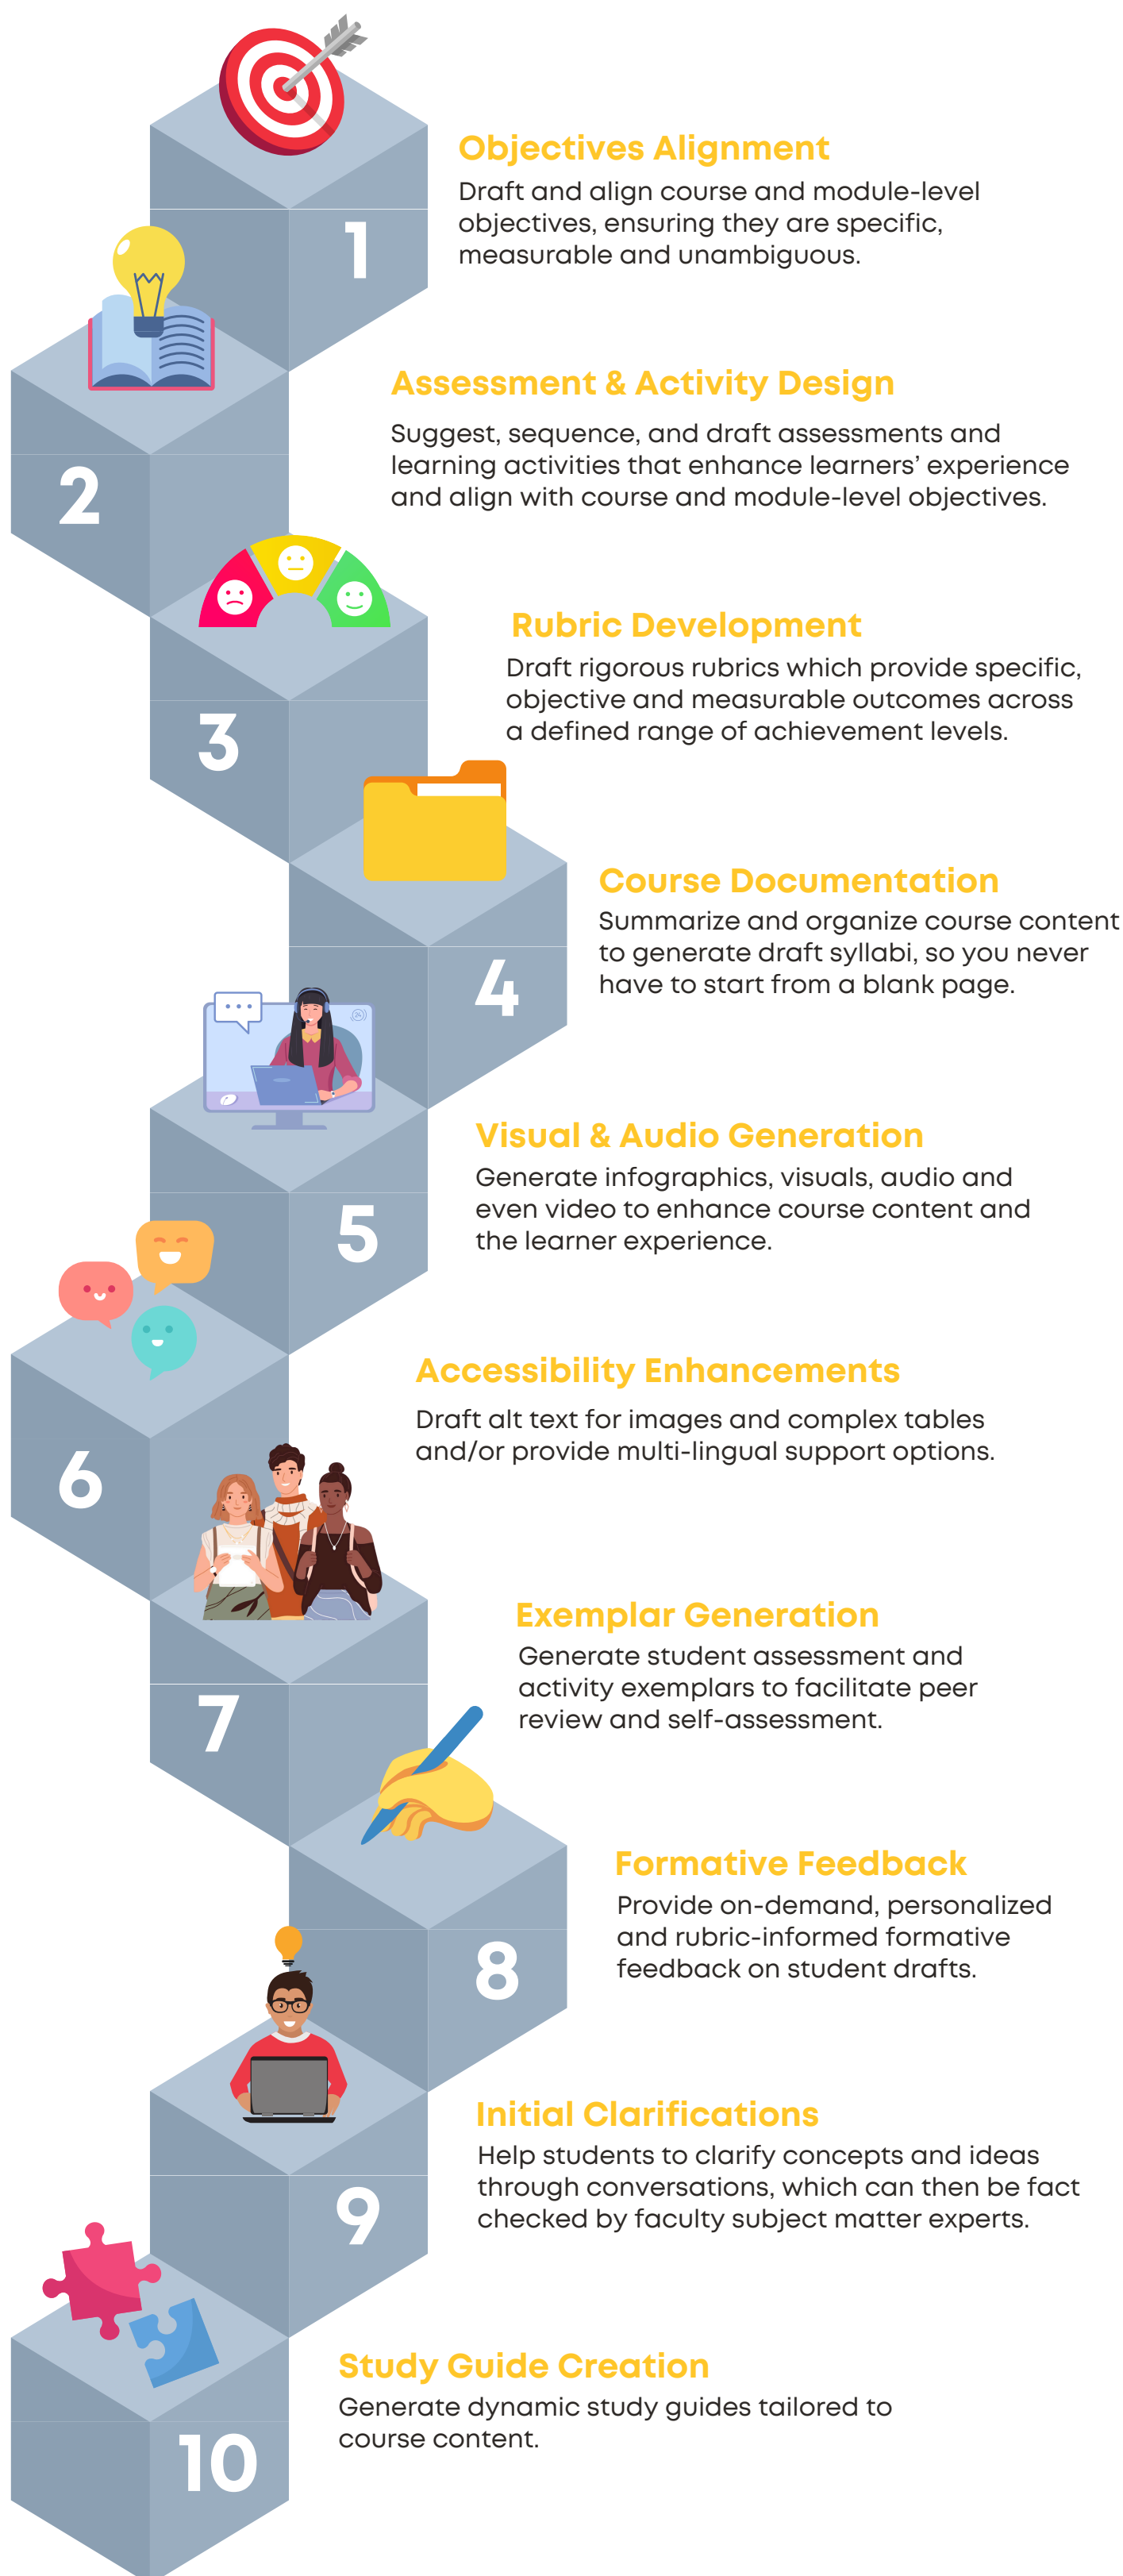 Objectives Alignment
Draft and align course and module-level
objectives, ensuring they are specific,
measurable and unambiguous.
1
Assessment & Activity Design
Suggest, sequence, and draft assessments and
learning activities that enhance learners’ experience
and align with course and module-level objectives.
2
Rubric Development
Draft rigorous rubrics which provide specific,
objective and measurable outcomes across
a defined range of achievement levels.
3
Course Documentation
Summarize and organize course content
to generate draft syllabi, so you never
have to start from a blank page.
4
Visual & Audio Generation
Generate infographics, visuals, audio and
even video to enhance course content and
the learner experience.
5
Accessibility Enhancements
Draft alt text for images and complex tables
and/or provide multi-lingual support options.
6
Exemplar Generation
Generate student assessment and
activity exemplars to facilitate peer
review and self-assessment.
7
Formative Feedback
Provide on-demand, personalized
and rubric-informed formative
feedback on student drafts.
8
Initial Clarifications
Help students to clarify concepts and ideas
through conversations, which can then be fact
checked by faculty subject matter experts.
9
Study Guide Creation
Generate dynamic study guides tailored to
course content.
10